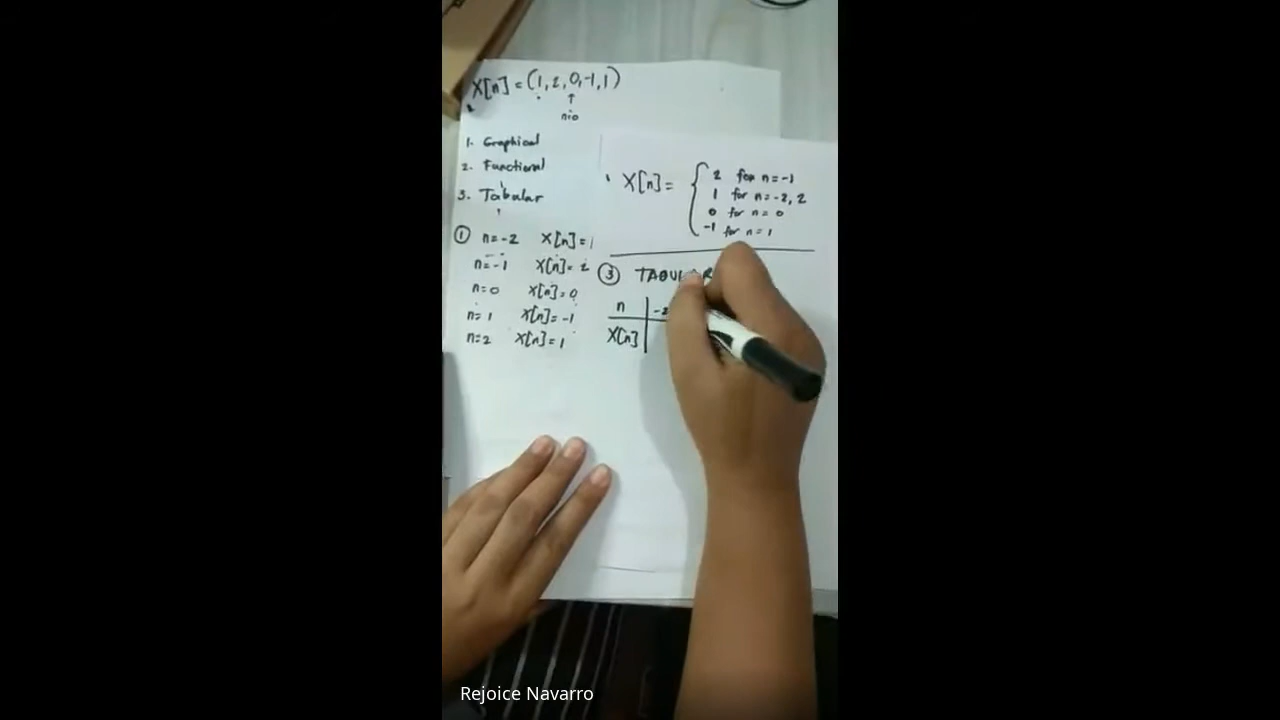 X[n] = (1, 2, 0, -1, 1)
↑
n=0
1. Graphical
2. Functional
3. Tabular
① n=-2 X[n]=1
n=-1 X[n]=2
n=0 X[n]=0
n=1 X[n]=-1
n=2 X[n]=1
X[n]= { 2 for n=-1
1 for n=-2, 2
0 for n=0
-1 for n=1
③ TABULAR
n | -2
X[n] |
Rejoice Navarro